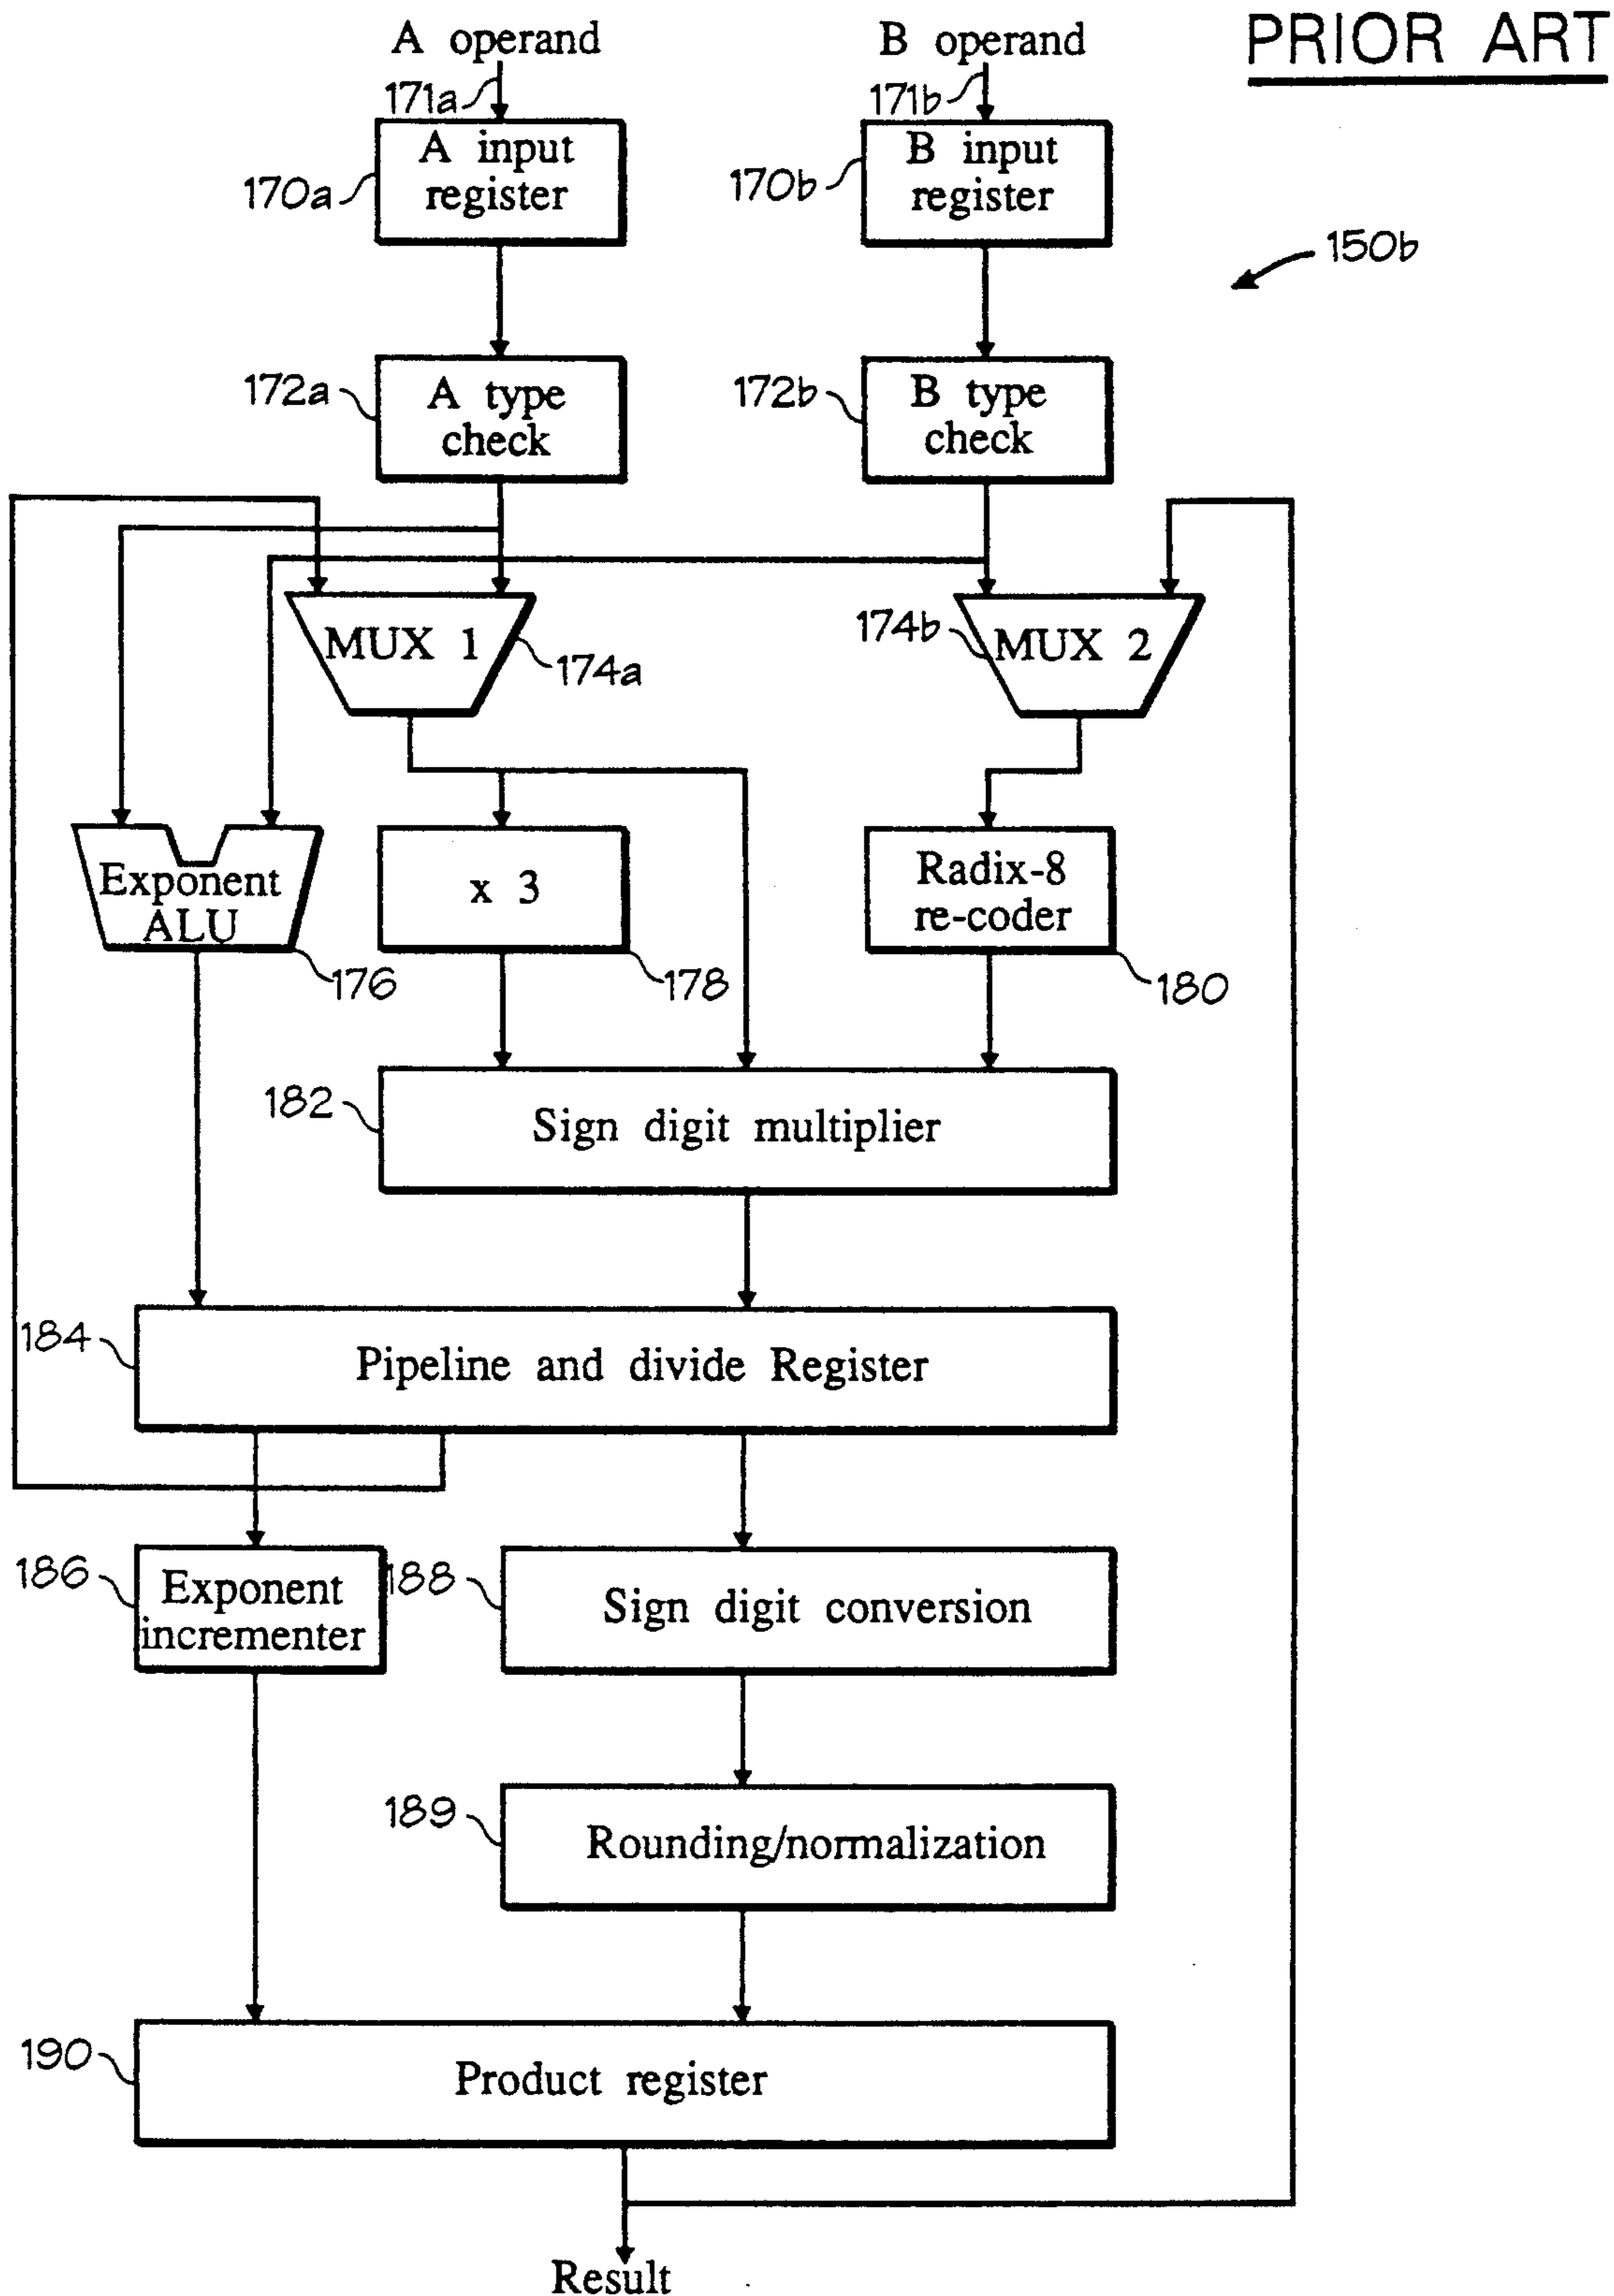 PRIOR ART
A operand
B operand
171a
171b
A input
register
B input
register
170a
170b
150b
A type
check
B type
check
172a
172b
MUX 1
174a
174b
MUX 2
Exponent
ALU
x 3
Radix-8
re-coder
176
178
180
182
Sign digit multiplier
184
Pipeline and divide Register
186
Exponent
incrementer
188
Sign digit conversion
189
Rounding/normalization
190
Product register
Result